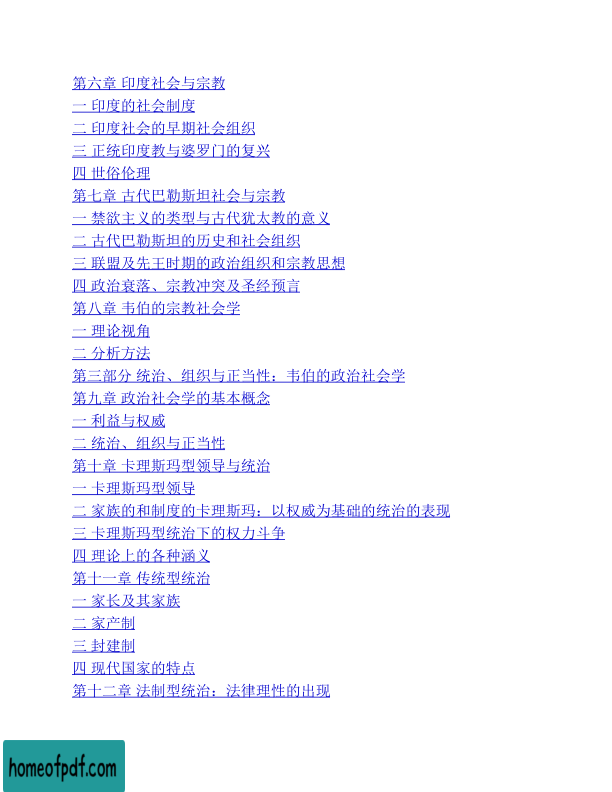 第六章 印度社会与宗教
一 印度的社会制度
二 印度社会的早期社会组织
三 正统印度教与婆罗门的复兴
四 世俗伦理
第七章 古代巴勒斯坦社会与宗教
一 禁欲主义的类型与古代犹太教的意义
二 古代巴勒斯坦的历史和社会组织
三 联盟及先王时期的政治组织和宗教思想
四 政治衰落、宗教冲突及圣经预言
第八章 韦伯的宗教社会学
一 理论视角
二 分析方法
第三部分 统治、组织与正当性：韦伯的政治社会学
第九章 政治社会学的基本概念
一 利益与权威
二 统治、组织与正当性
第十章 卡理斯玛型领导与统治
一 卡理斯玛型领导
二 家族的和制度的卡理斯玛：以权威为基础的统治的表现
三 卡理斯玛型统治下的权力斗争
四 理论上的各种涵义
第十一章 传统型统治
一 家长及其家族
二 家产制
三 封建制
四 现代国家的特点
第十二章 法制型统治：法律理性的出现
homeofpdf.com